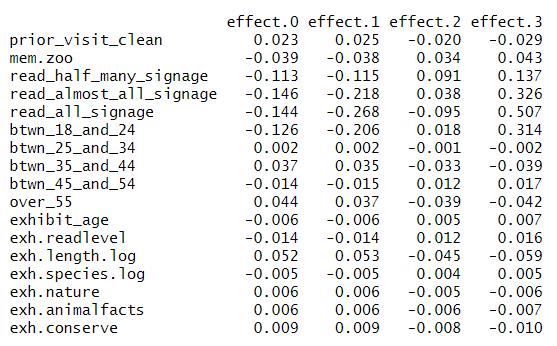 effect.0 effect.1 effect.2 effect.3
prior_visit_clean 0.023 0.025 -0.020 -0.029
mem.zoo -0.039 -0.038 0.034 0.043
read_half_many_signage -0.113 -0.115 0.091 0.137
read_almost_all_signage -0.146 -0.218 0.038 0.326
read_all_signage -0.144 -0.268 -0.095 0.507
btwn_18_and_24 -0.126 -0.206 0.018 0.314
btwn_25_and_34 0.002 0.002 -0.001 -0.002
btwn_35_and_44 0.037 0.035 -0.033 -0.039
btwn_45_and_54 -0.014 -0.015 0.012 0.017
over_55 0.044 0.037 -0.039 -0.042
exhibit_age -0.006 -0.006 0.005 0.007
exh.readlevel -0.014 -0.014 0.012 0.016
exh.length.log 0.052 0.053 -0.045 -0.059
exh.species.log -0.005 -0.005 0.004 0.005
exh.nature 0.006 0.006 -0.005 -0.006
exh.animalfacts 0.006 0.006 -0.006 -0.007
exh.conserve 0.009 0.009 -0.008 -0.010